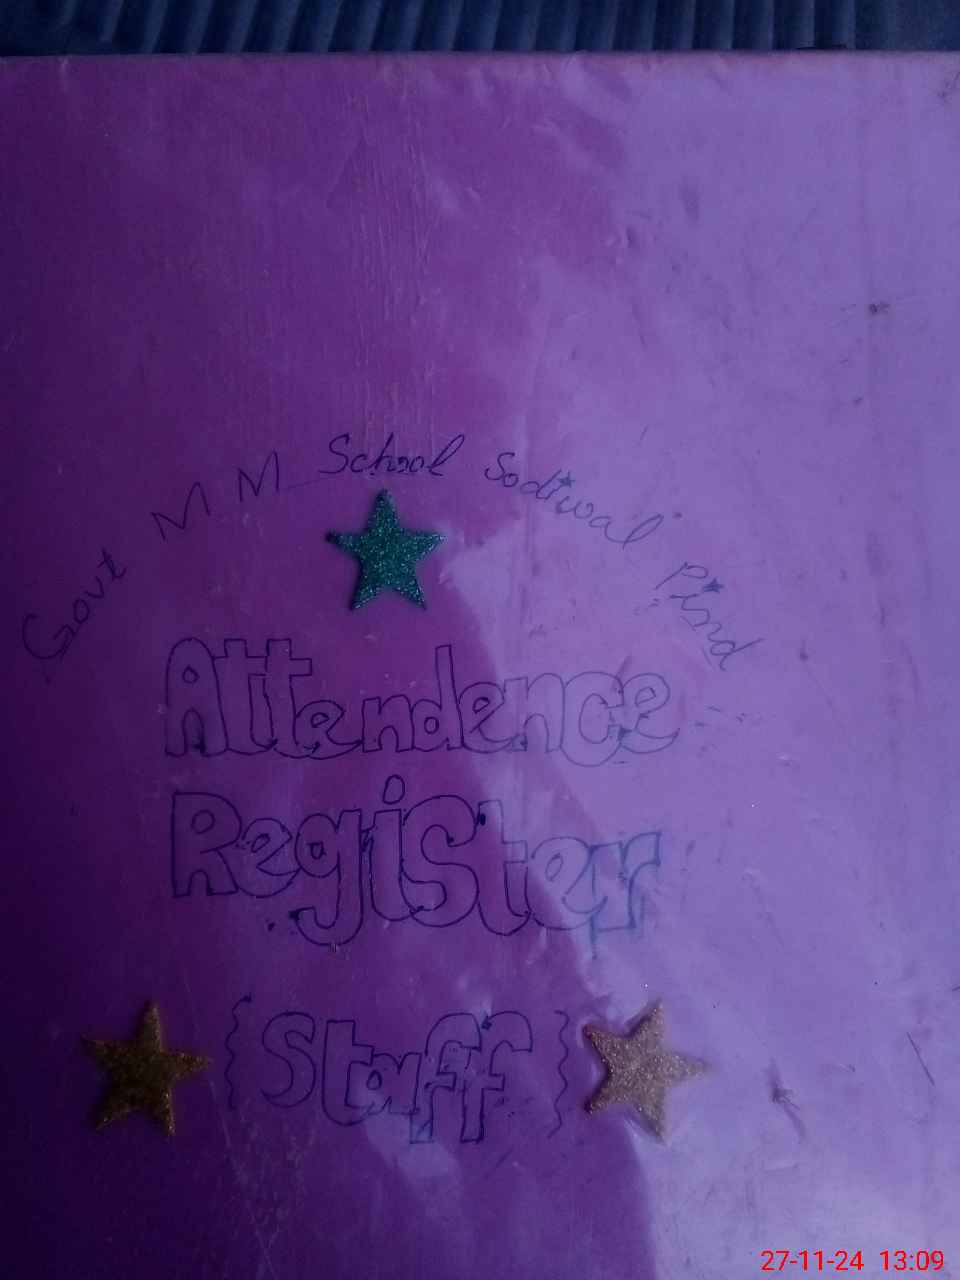 Govt M M School Sodiwal Pind
Attendence
Register
{Staff}
27-11-24 13:09